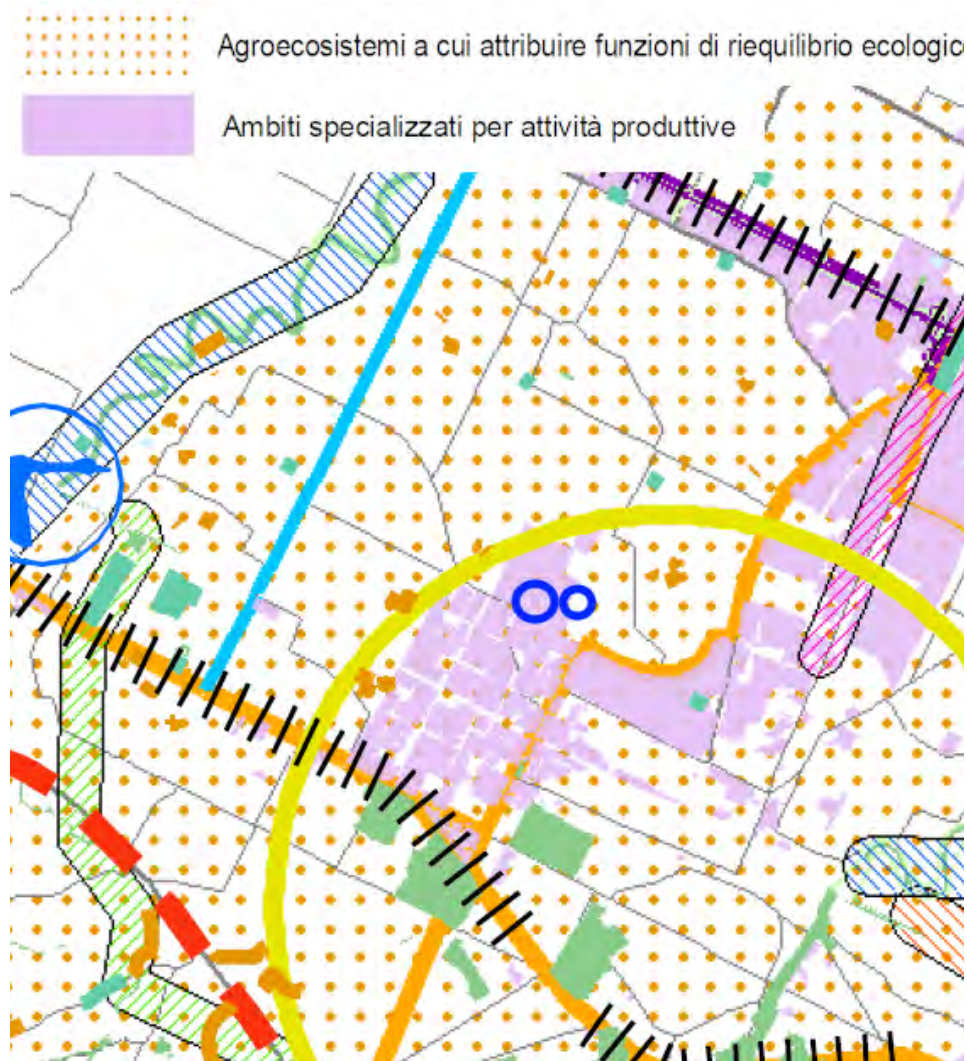 Agroecosistemi a cui attribuire funzioni di riequilibrio ecologico
Ambiti specializzati per attività produttive